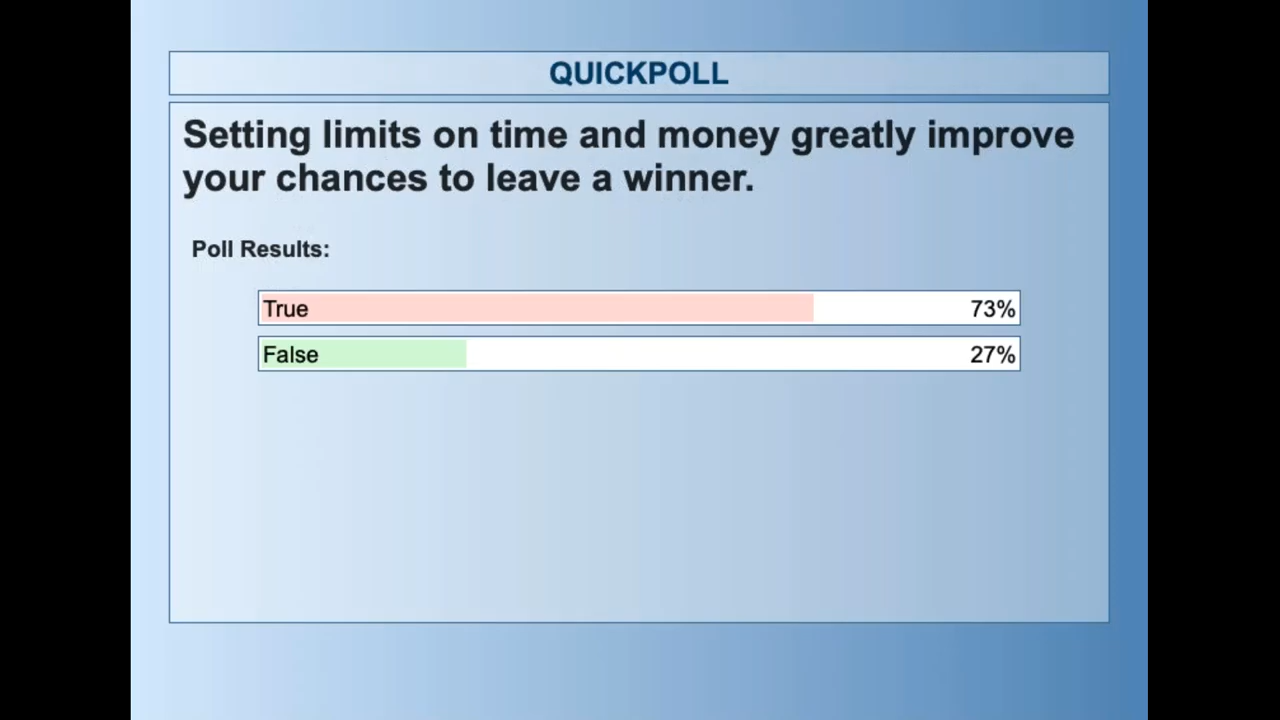 QUICKPOLL
Setting limits on time and money greatly improve
your chances to leave a winner.
Poll Results:
True 73%
False 27%